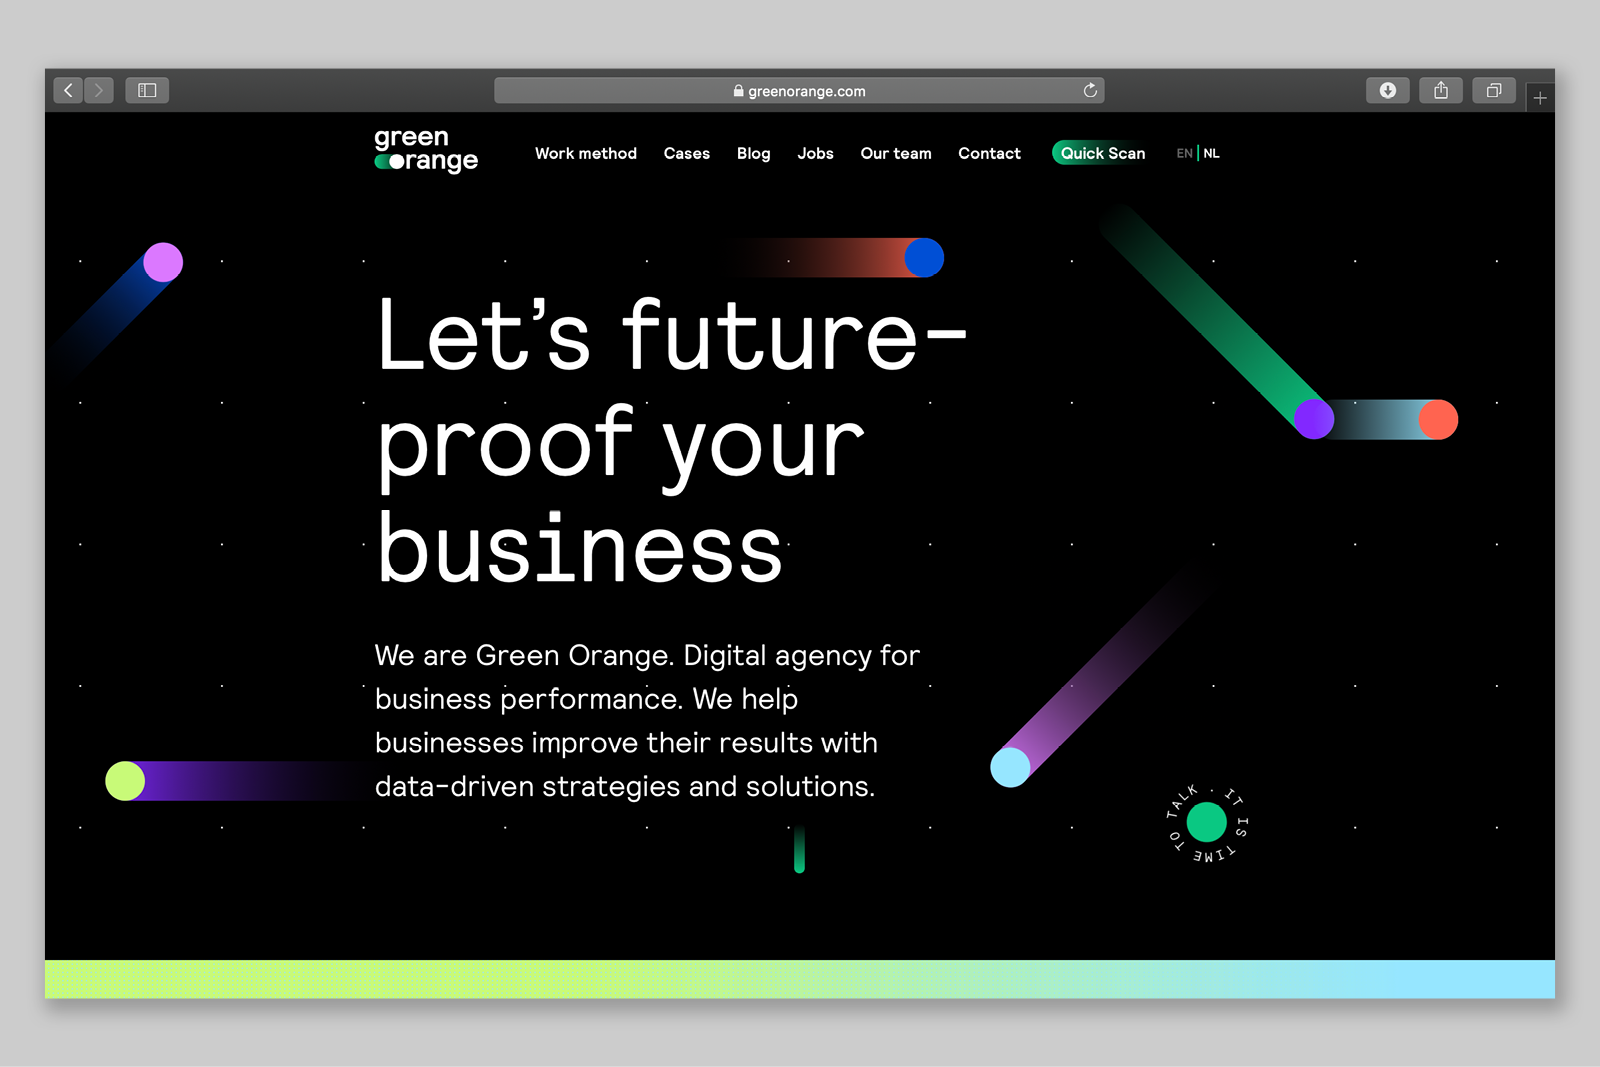 greenorange.com
green
orange
Work method Cases Blog Jobs Our team Contact Quick Scan EN | NL
Let’s future-
proof your
business
We are Green Orange. Digital agency for
business performance. We help
businesses improve their results with
data-driven strategies and solutions.
IT IS TIME TO TALK ·